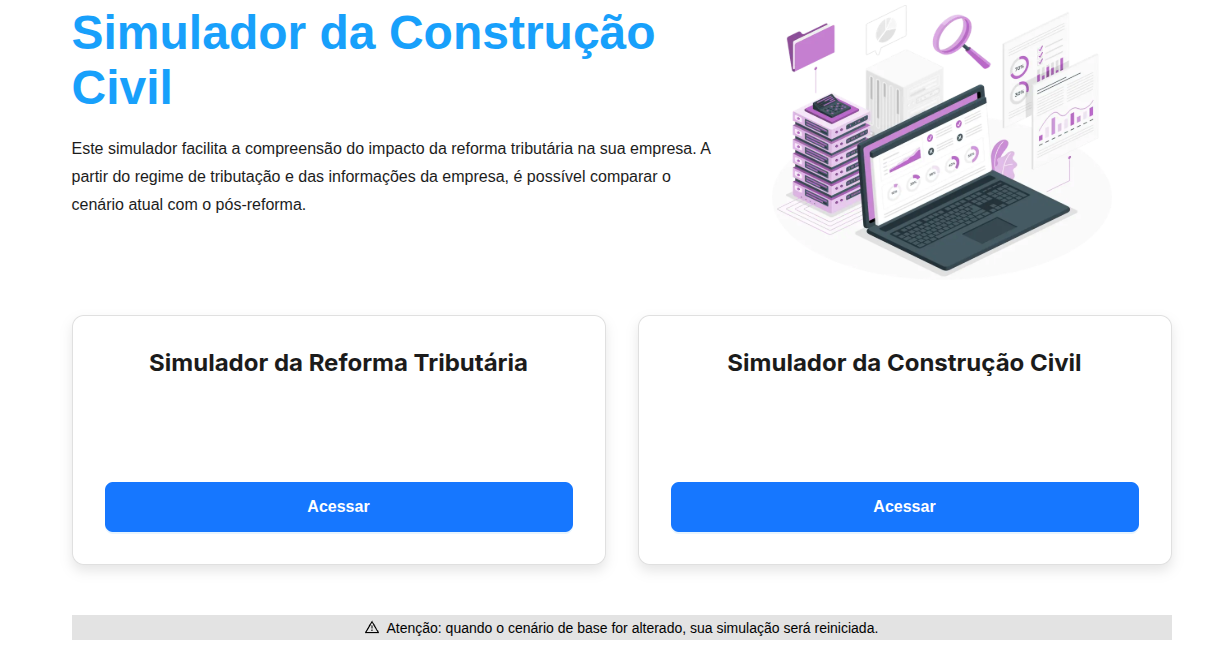 Simulador da Construção
Civil
Este simulador facilita a compreensão do impacto da reforma tributária na sua empresa. A
partir do regime de tributação e das informações da empresa, é possível comparar o
cenário atual com o pós-reforma.
Simulador da Reforma Tributária
Simulador da Construção Civil
Acessar
Acessar
Atenção: quando o cenário de base for alterado, sua simulação será reiniciada.